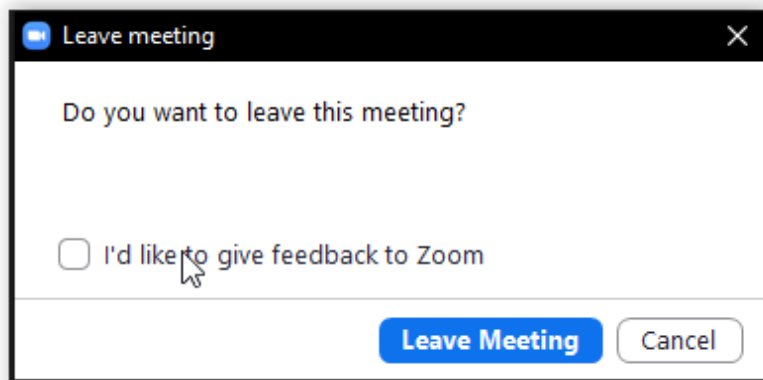 Leave meeting
Do you want to leave this meeting?
I'd like to give feedback to Zoom
Leave Meeting
Cancel